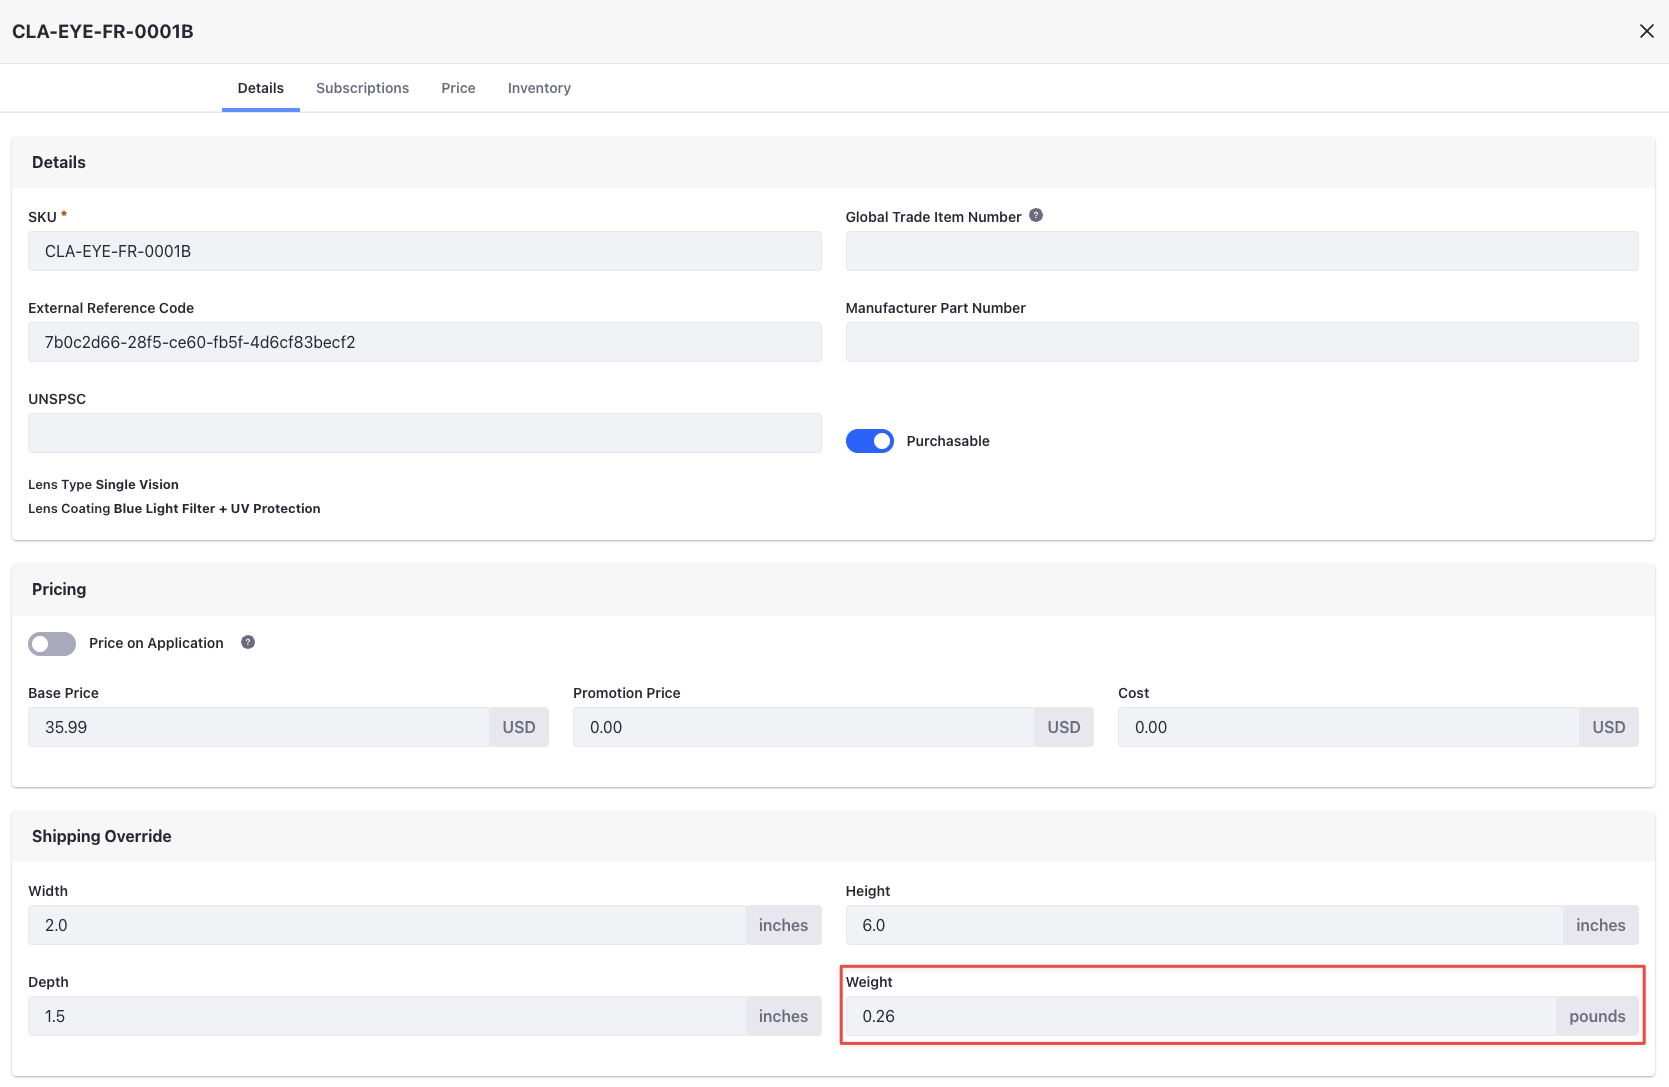 CLA-EYE-FR-0001B
Details Subscriptions Price Inventory
Details
SKU *
CLA-EYE-FR-0001B
Global Trade Item Number ?
External Reference Code
7b0c2d66-28f5-ce60-fb5f-4d6cf83becf2
Manufacturer Part Number
UNSPSC
Purchasable
Lens Type Single Vision
Lens Coating Blue Light Filter + UV Protection
Pricing
Price on Application ?
Base Price
35.99 USD
Promotion Price
0.00 USD
Cost
0.00 USD
Shipping Override
Width
2.0 inches
Height
6.0 inches
Depth
1.5 inches
Weight
0.26 pounds